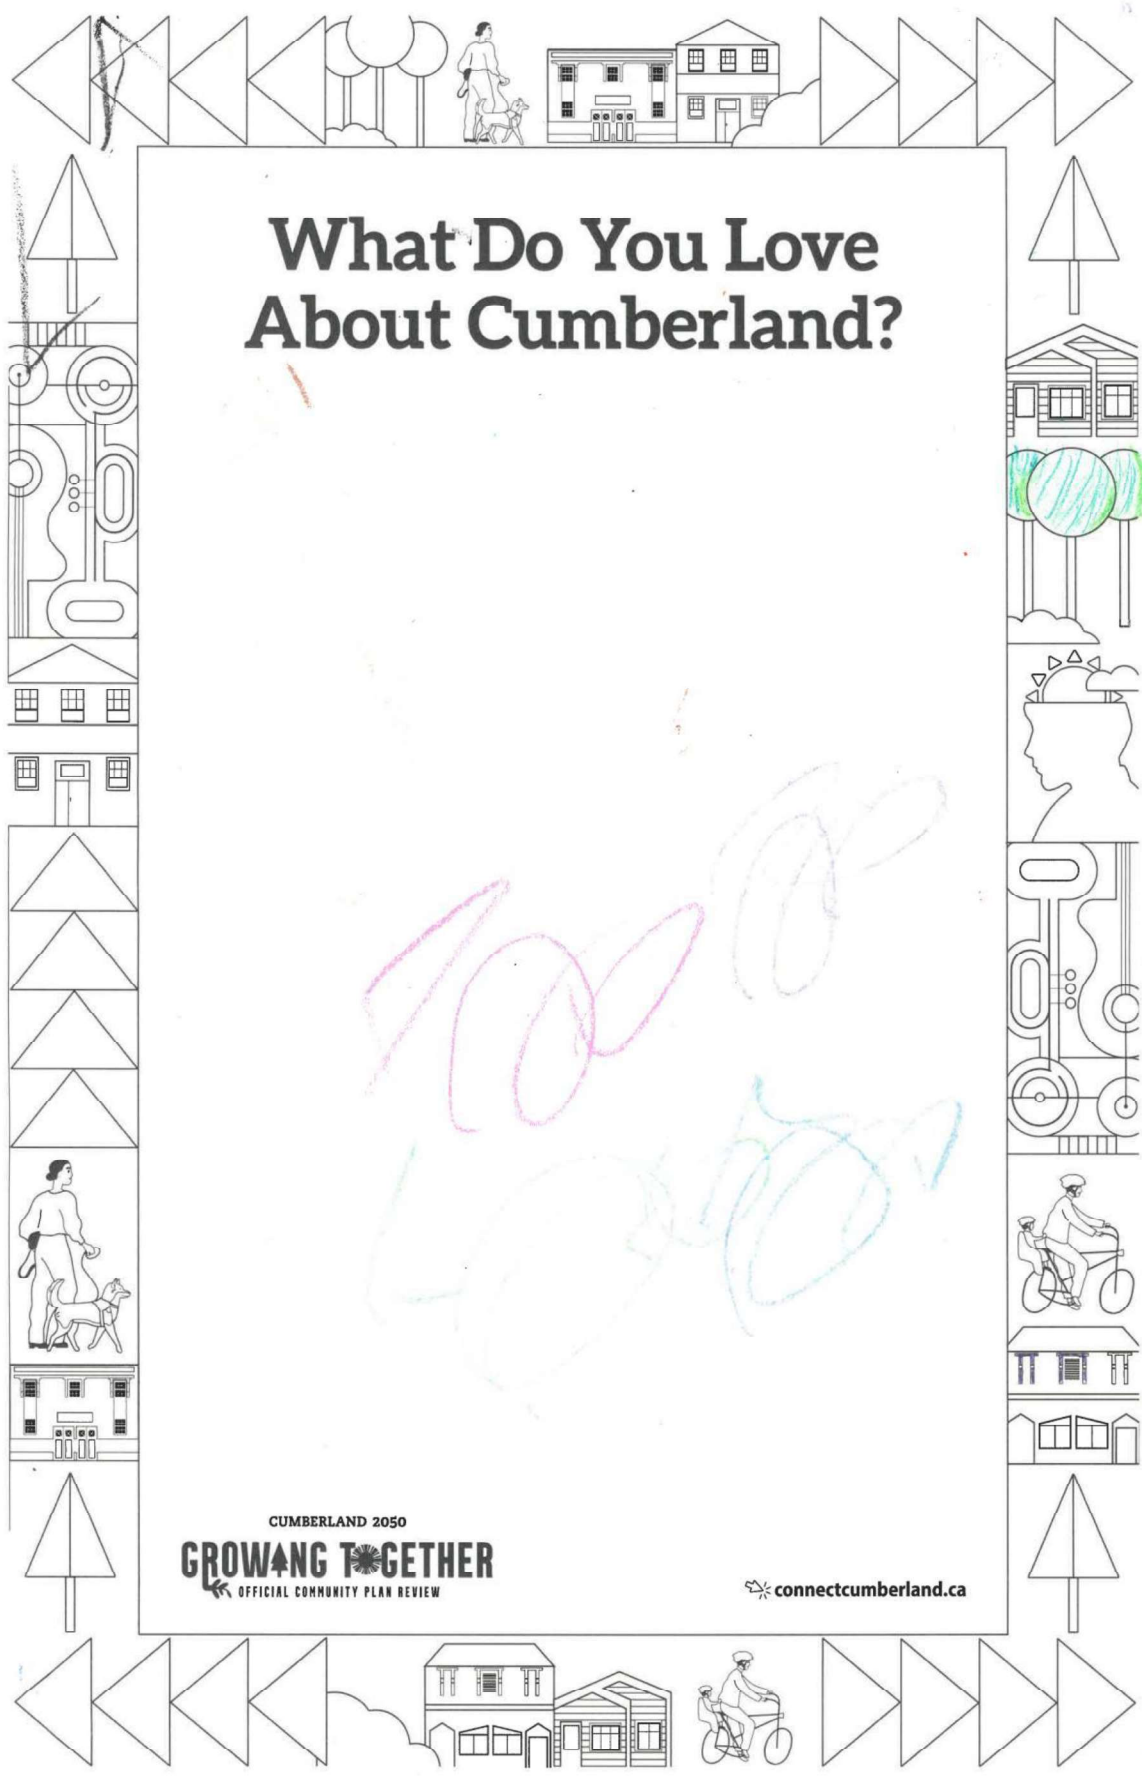 What Do You Love
About Cumberland?
CUMBERLAND 2050
GROWING TOGETHER
OFFICIAL COMMUNITY PLAN REVIEW
connectcumberland.ca